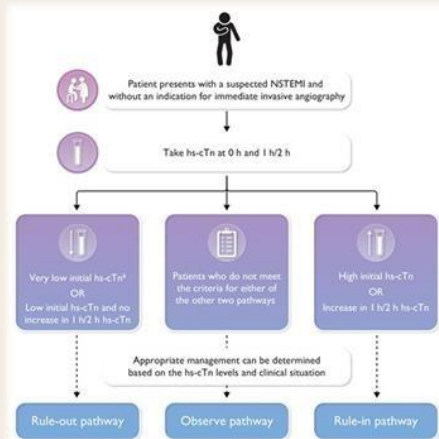 Patient presents with a suspected NSTEMI and
without an indication for immediate invasive angiography
Take hs-cTn at 0 h and 1 h/2 h
Very low initial hs-cTnª
OR
Low initial hs-cTn and no
increase in 1 h/2 h hs-cTn
Patients who do not meet
the criteria for either of
the other two pathways
High initial hs-cTn
OR
Increase in 1 h/2 h hs-cTn
Appropriate management can be determined
based on the hs-cTn levels and clinical situation
Rule-out pathway
Observe pathway
Rule-in pathway